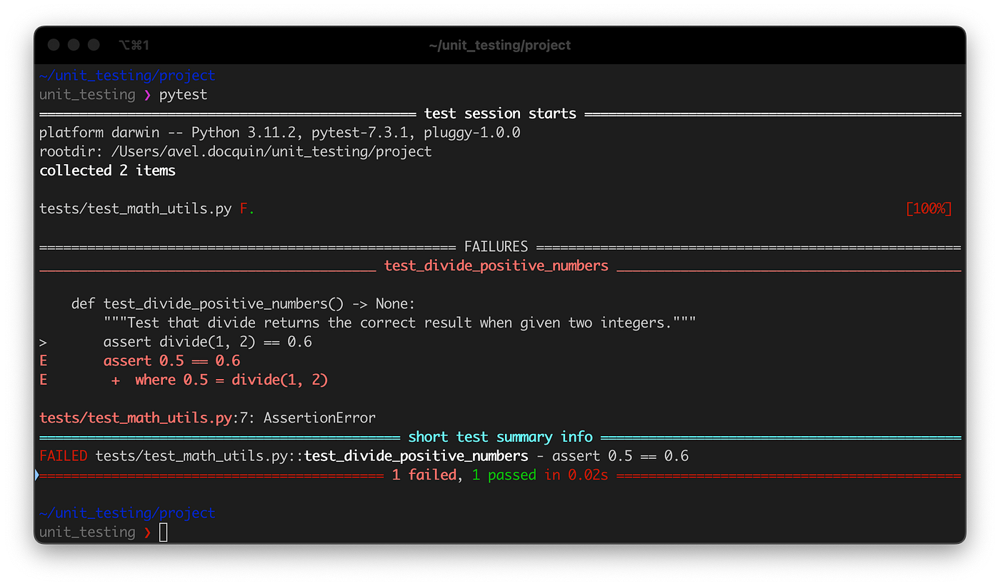 ⌥⌘1 ~/unit_testing/project
~/unit_testing/project
unit_testing ❯ pytest
=============================================== test session starts ===============================================
platform darwin -- Python 3.11.2, pytest-7.3.1, pluggy-1.0.0
rootdir: /Users/avel.docquin/unit_testing/project
collected 2 items
tests/test_math_utils.py F. [100%]
==================================================== FAILURES =====================================================
__________________________________________ test_divide_positive_numbers ___________________________________________
    def test_divide_positive_numbers() -> None:
        """Test that divide returns the correct result when given two integers."""
>       assert divide(1, 2) == 0.6
E       assert 0.5 == 0.6
E        +  where 0.5 = divide(1, 2)
tests/test_math_utils.py:7: AssertionError
============================================= short test summary info =============================================
FAILED tests/test_math_utils.py::test_divide_positive_numbers - assert 0.5 == 0.6
=========================================== 1 failed, 1 passed in 0.02s ===========================================
~/unit_testing/project
unit_testing ❯